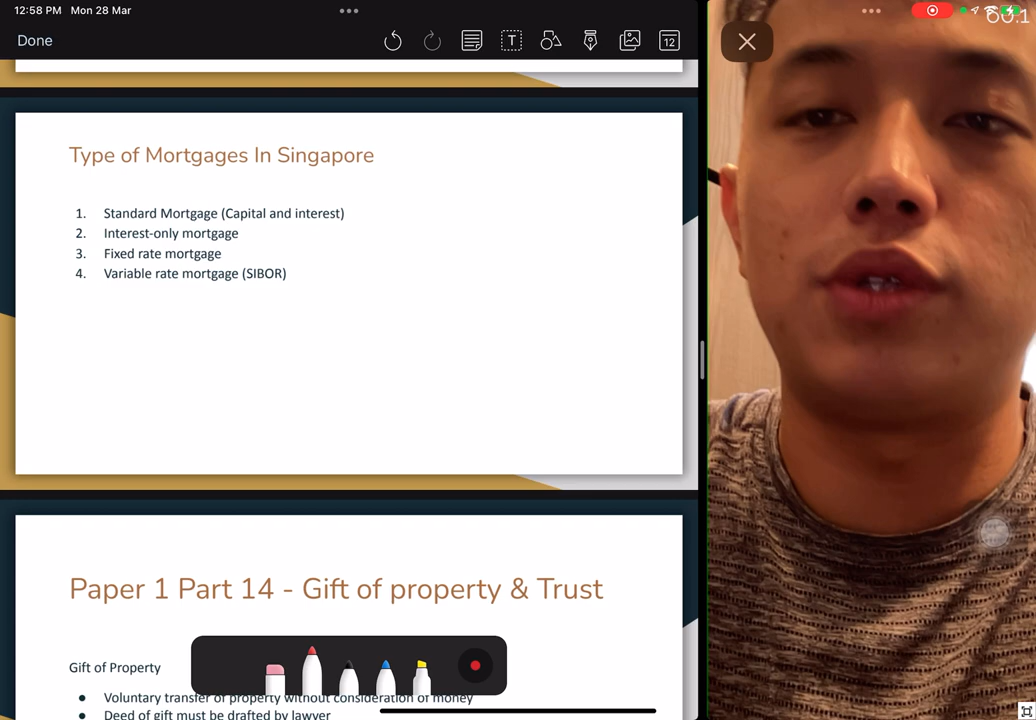 12:58 PM Mon 28 Mar
Done
12
Type of Mortgages In Singapore
1. Standard Mortgage (Capital and interest)
2. Interest-only mortgage
3. Fixed rate mortgage
4. Variable rate mortgage (SIBOR)
Paper 1 Part 14 - Gift of property & Trust
Gift of Property
● Voluntary transfer of property without consideration of money
● Deed of gift must be drafted by lawyer